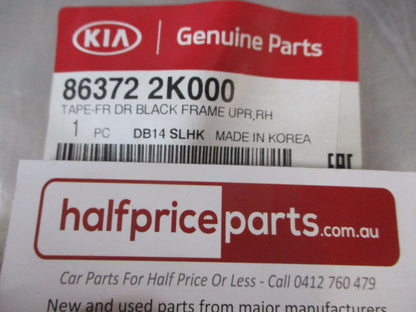 KIA Genuine Parts
86372 2K000
TAPE-FR DR BLACK FRAME UPR,RH
1 PC DB14 SLHK MADE IN KOREA
EAC
halfpriceparts.com.au
Car Parts For Half Price Or Less - Call 0412 760 479
New and used parts from major manufacturers